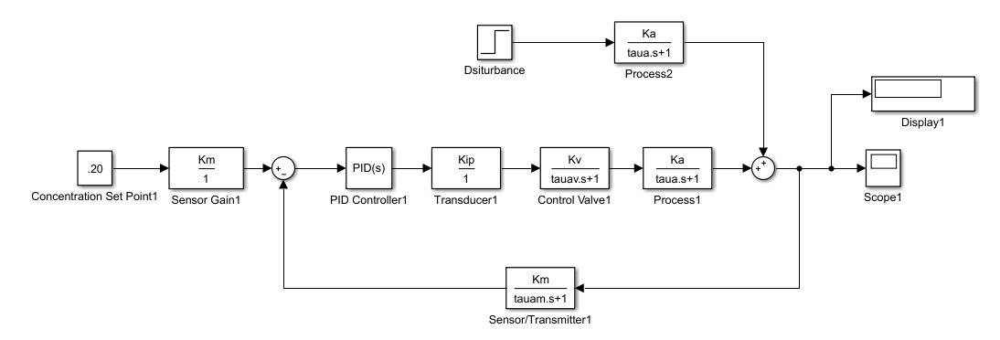 Ka
taua.s+1
Dsiturbance
Process2
Display1
.20
Km
1
PID(s)
Kip
1
Kv
tauav.s+1
Ka
taua.s+1
+
−
+
+
Concentration Set Point1
Sensor Gain1
PID Controller1
Transducer1
Control Valve1
Process1
Scope1
Km
tauam.s+1
Sensor/Transmitter1